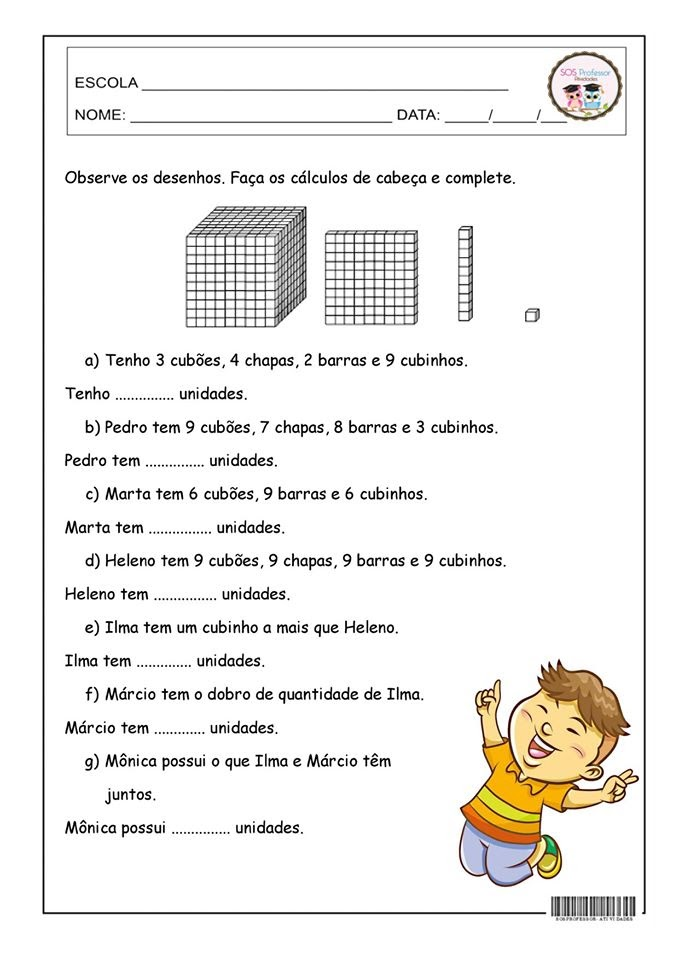 ESCOLA ___________________________________________
SOS Professor
Atividades
NOME: _______________________________ DATA: _____/_____/___
Observe os desenhos. Faça os cálculos de cabeça e complete.
a) Tenho 3 cubões, 4 chapas, 2 barras e 9 cubinhos.
Tenho ............... unidades.
b) Pedro tem 9 cubões, 7 chapas, 8 barras e 3 cubinhos.
Pedro tem ............... unidades.
c) Marta tem 6 cubões, 9 barras e 6 cubinhos.
Marta tem ................ unidades.
d) Heleno tem 9 cubões, 9 chapas, 9 barras e 9 cubinhos.
Heleno tem ................ unidades.
e) Ilma tem um cubinho a mais que Heleno.
Ilma tem .............. unidades.
f) Márcio tem o dobro de quantidade de Ilma.
Márcio tem ............. unidades.
g) Mônica possui o que Ilma e Márcio têm
juntos.
Mônica possui ............... unidades.
SOSPROFESSOR-ATIVIDADES